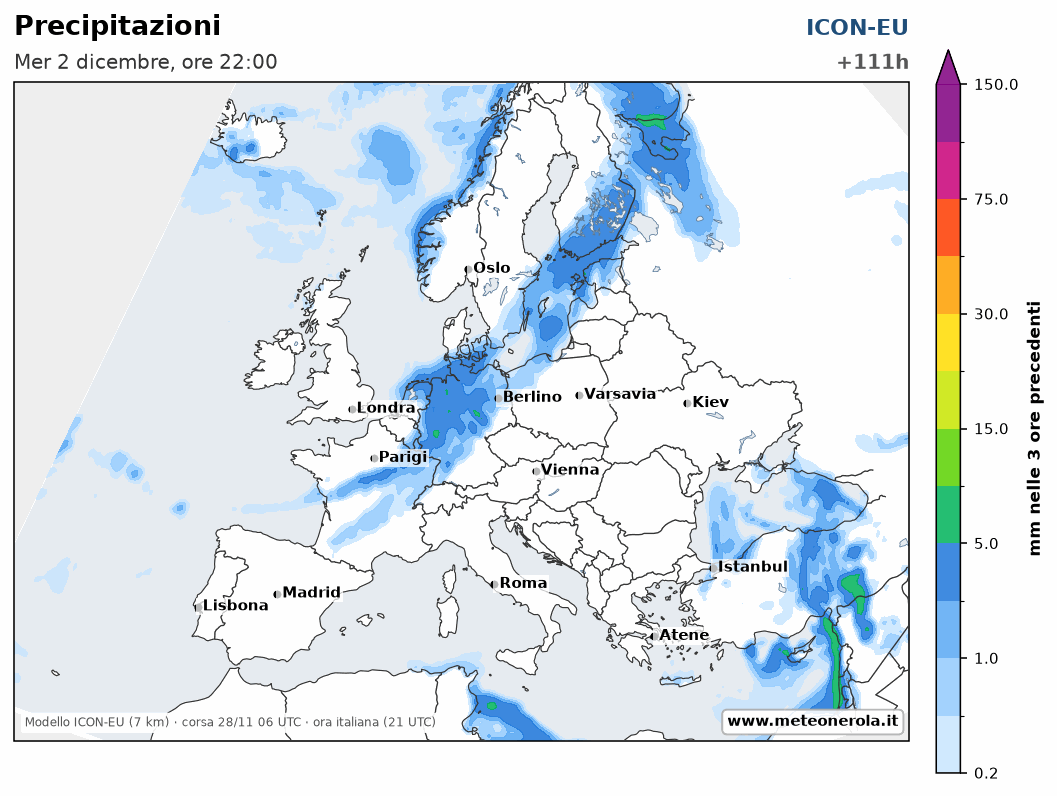 Precipitazioni
ICON-EU
Mer 2 dicembre, ore 22:00
+111h
150.0
75.0
30.0
15.0
5.0
1.0
0.2
mm nelle 3 ore precedenti
Oslo
Londra
Berlino
Varsavia
Kiev
Parigi
Vienna
Istanbul
Madrid
Roma
Lisbona
Atene
Modello ICON-EU (7 km) · corsa 28/11 06 UTC · ora italiana (21 UTC)
www.meteonerola.it